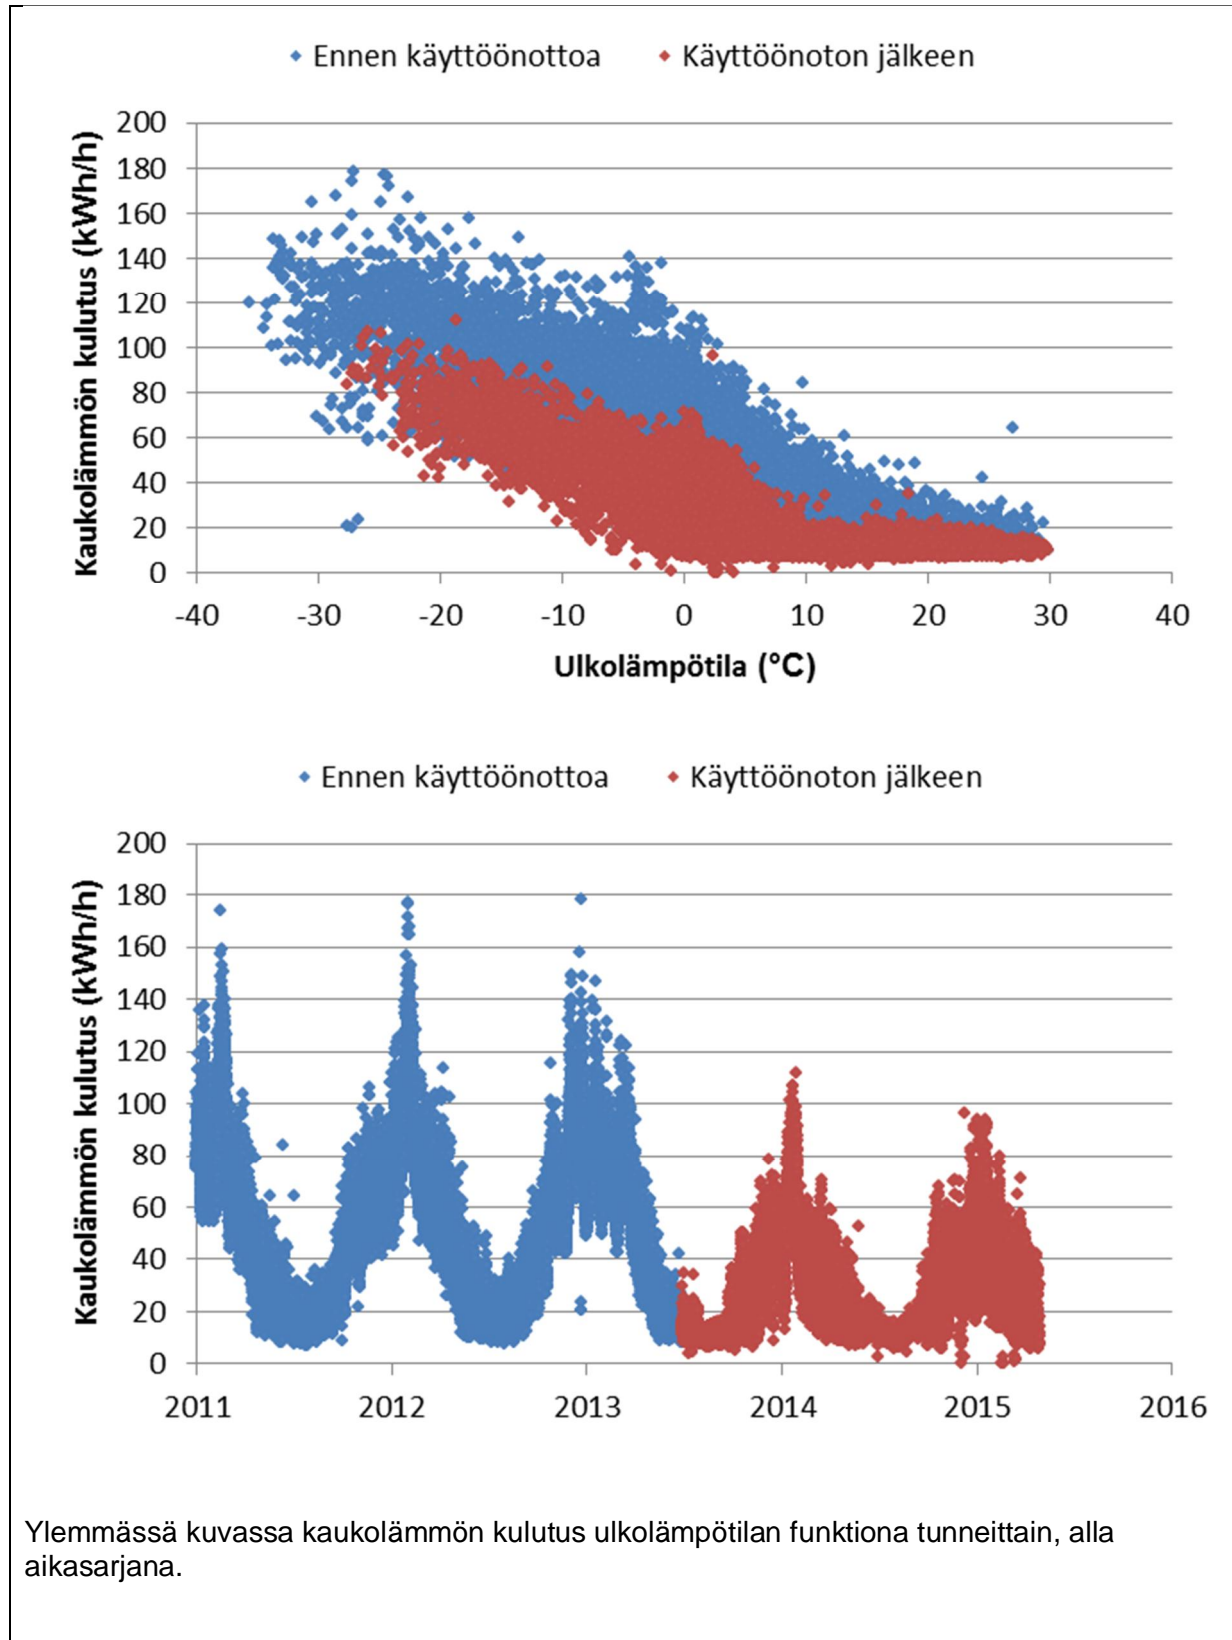 Ennen käyttöönottoa Käyttöönoton jälkeen
Kaukolämmön kulutus (kWh/h)
200
180
160
140
120
100
80
60
40
20
0
-40 -30 -20 -10 0 10 20 30 40
Ulkolämpötila (°C)
Ennen käyttöönottoa Käyttöönoton jälkeen
Kaukolämmön kulutus (kWh/h)
200
180
160
140
120
100
80
60
40
20
0
2011 2012 2013 2014 2015 2016
Ylemmässä kuvassa kaukolämmön kulutus ulkolämpötilan funktiona tunneittain, alla
aikasarjana.